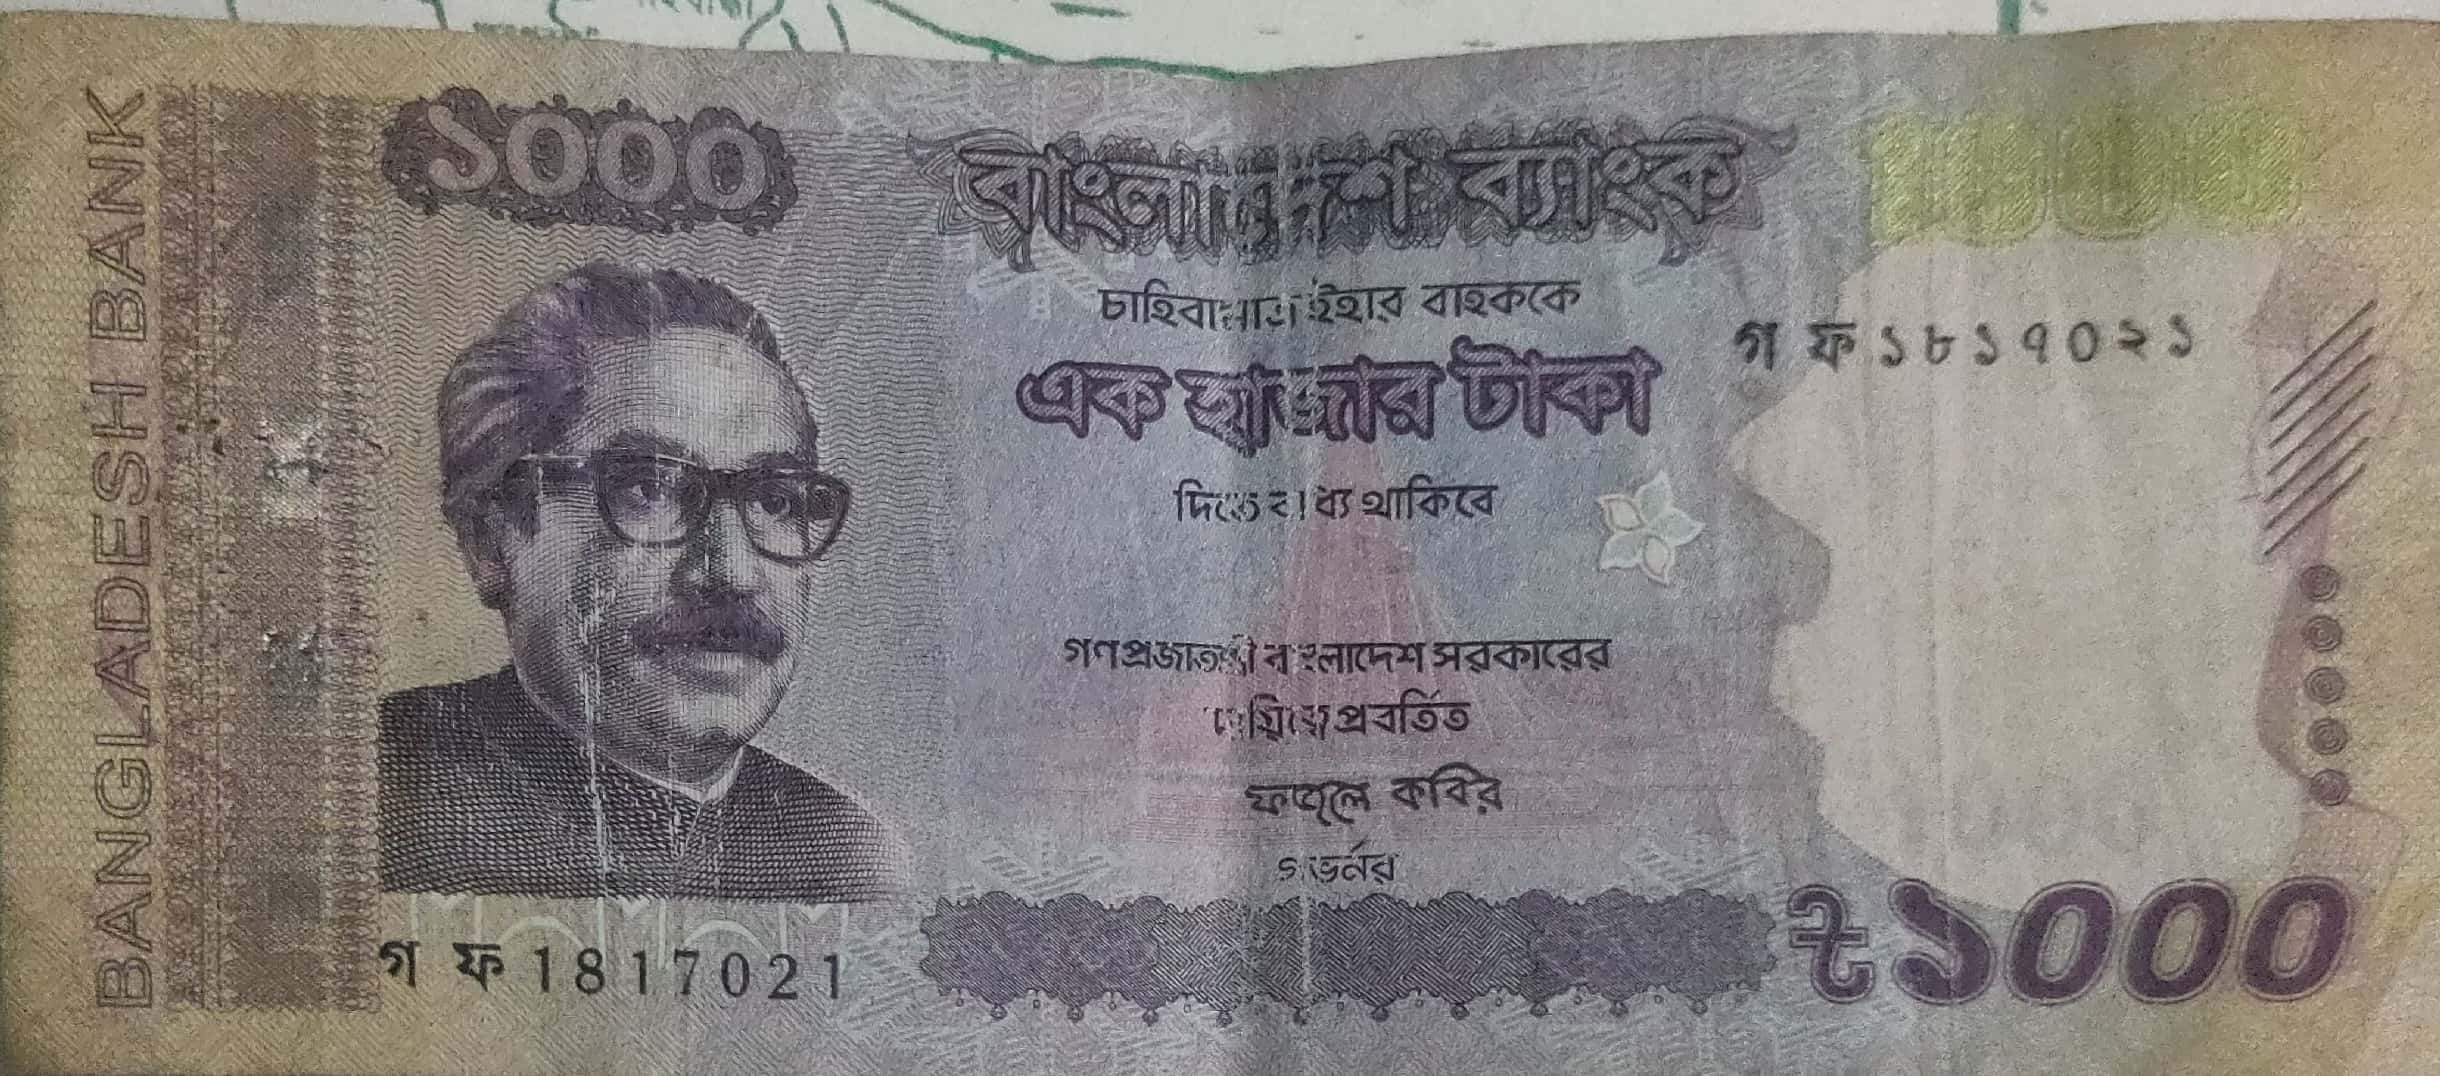 BANGLADESH BANK
১০০০
বাংলাদেশ ব্যাংক
চাহিবামাত্র ইহার বাহককে
গ ফ ১৮১৭০২১
এক হাজার টাকা
দিতে বাধ্য থাকিবে
গণপ্রজাতন্ত্রী বাংলাদেশ সরকারের
দায়িত্বে প্রবর্তিত
ফজলে কবির
গভর্নর
গ ফ 1817021
৳১০০০